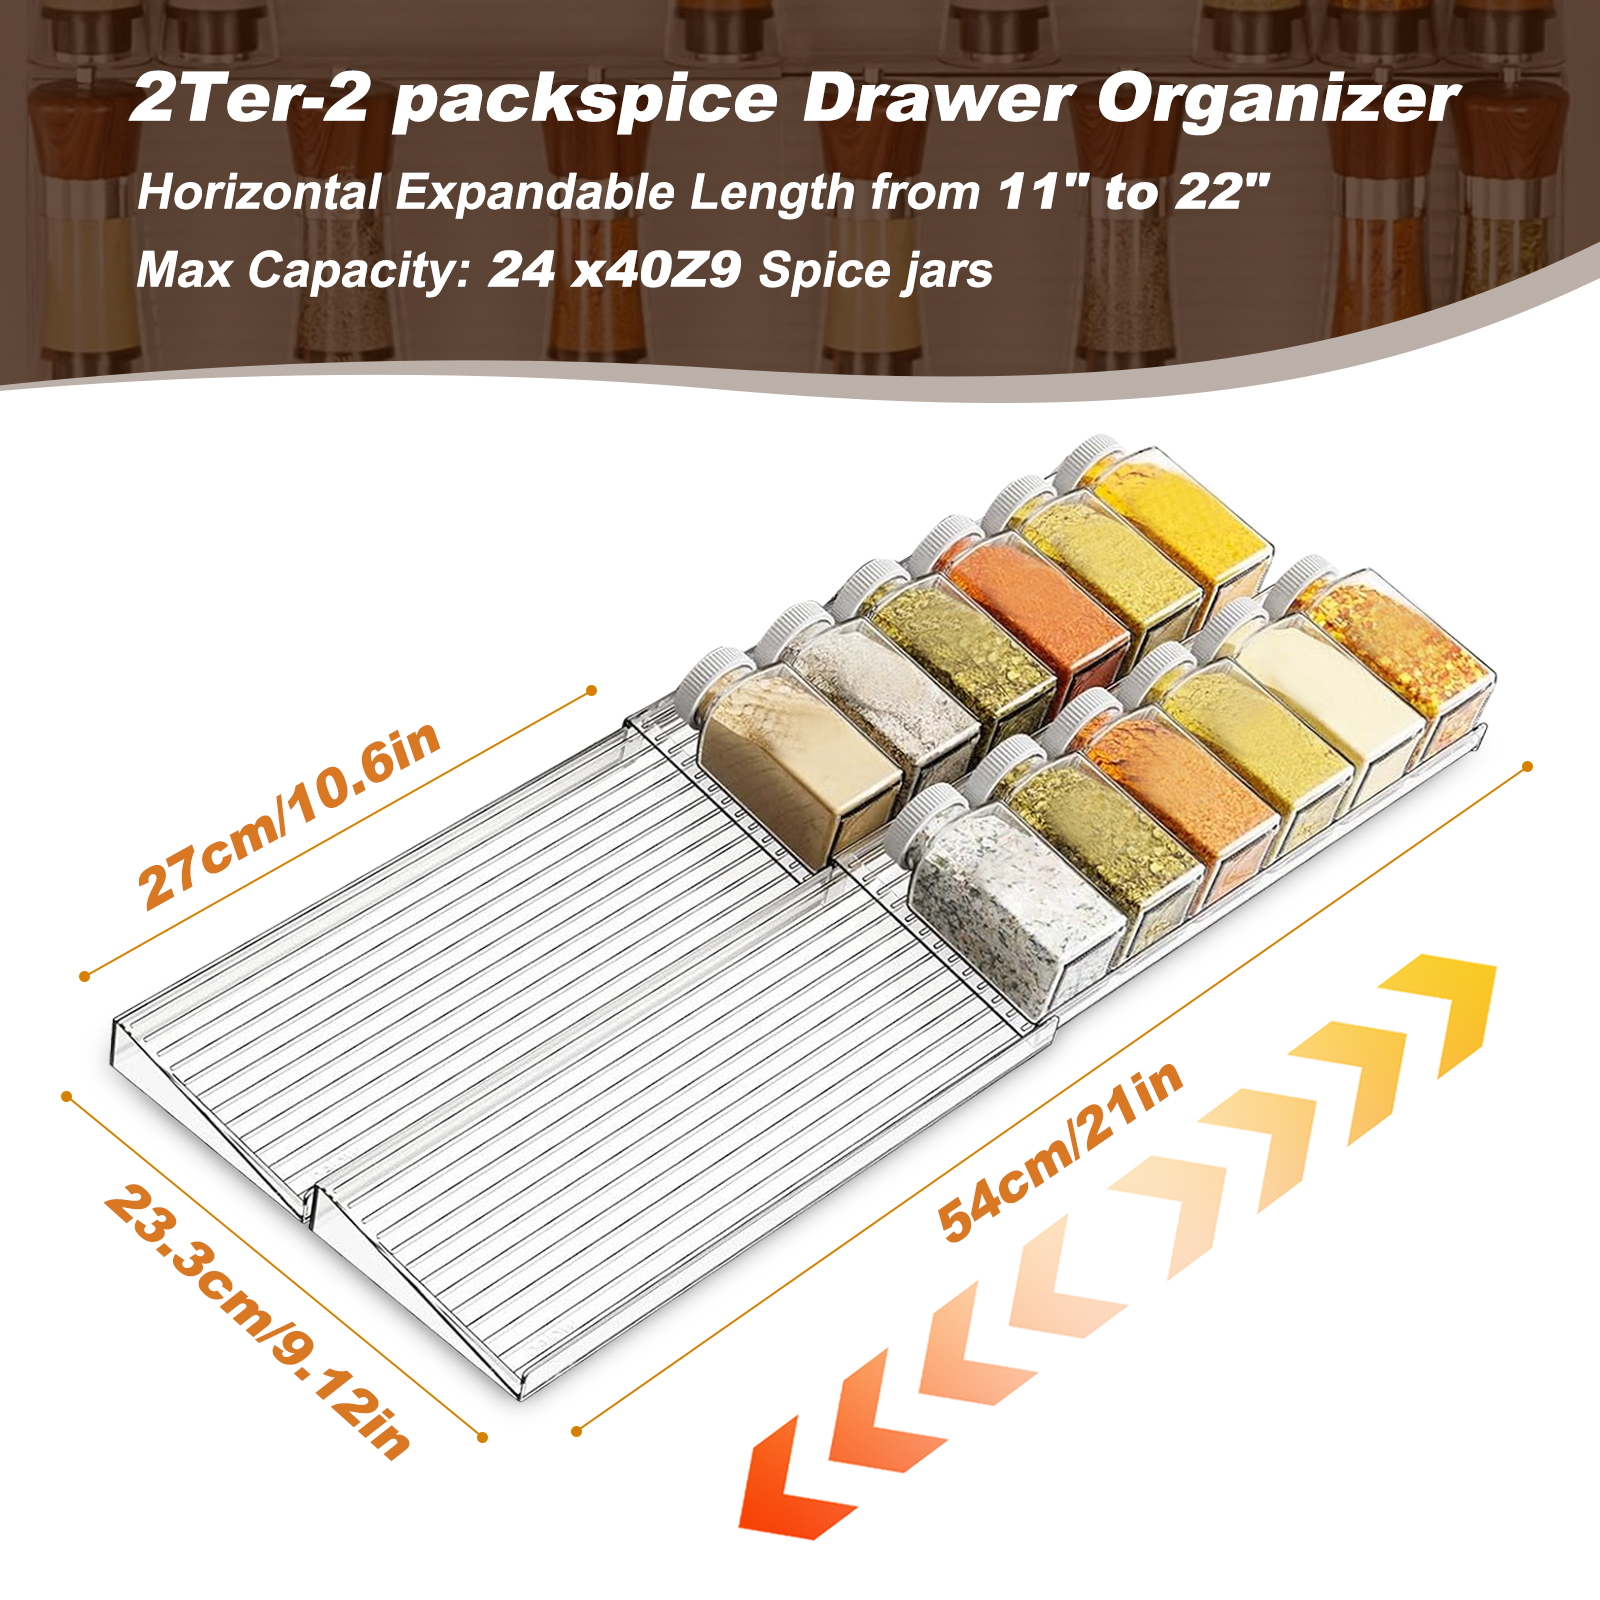 2Ter-2 packspice Drawer Organizer
Horizontal Expandable Length from 11" to 22"
Max Capacity: 24 x40Z9 Spice jars
27cm/10.6in
54cm/21in
23.3cm/9.12in